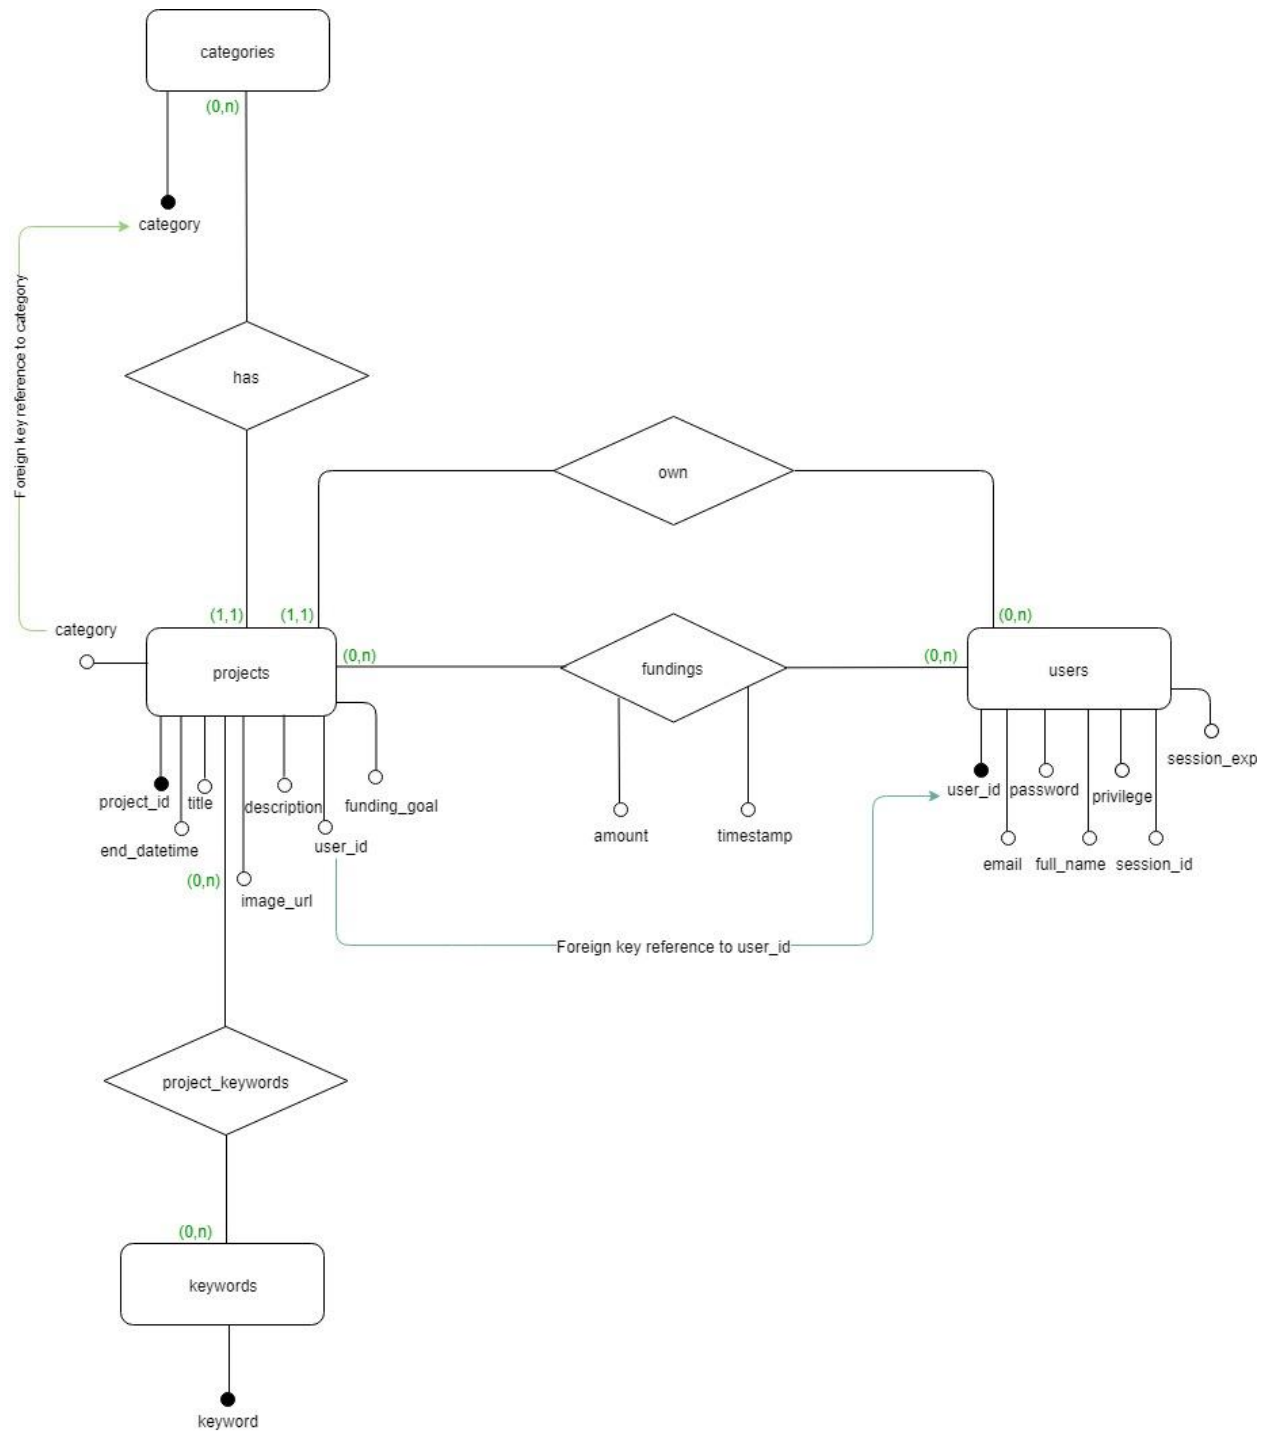 categories
(0,n)
category
Foreign key reference to category
has
own
(1,1)
(1,1)
(0,n)
category
projects
(0,n)
fundings
(0,n)
users
session_exp
project_id
title
description
funding_goal
user_id
password
privilege
end_datetime
user_id
amount
timestamp
email
full_name
session_id
(0,n)
image_url
Foreign key reference to user_id
project_keywords
(0,n)
keywords
keyword